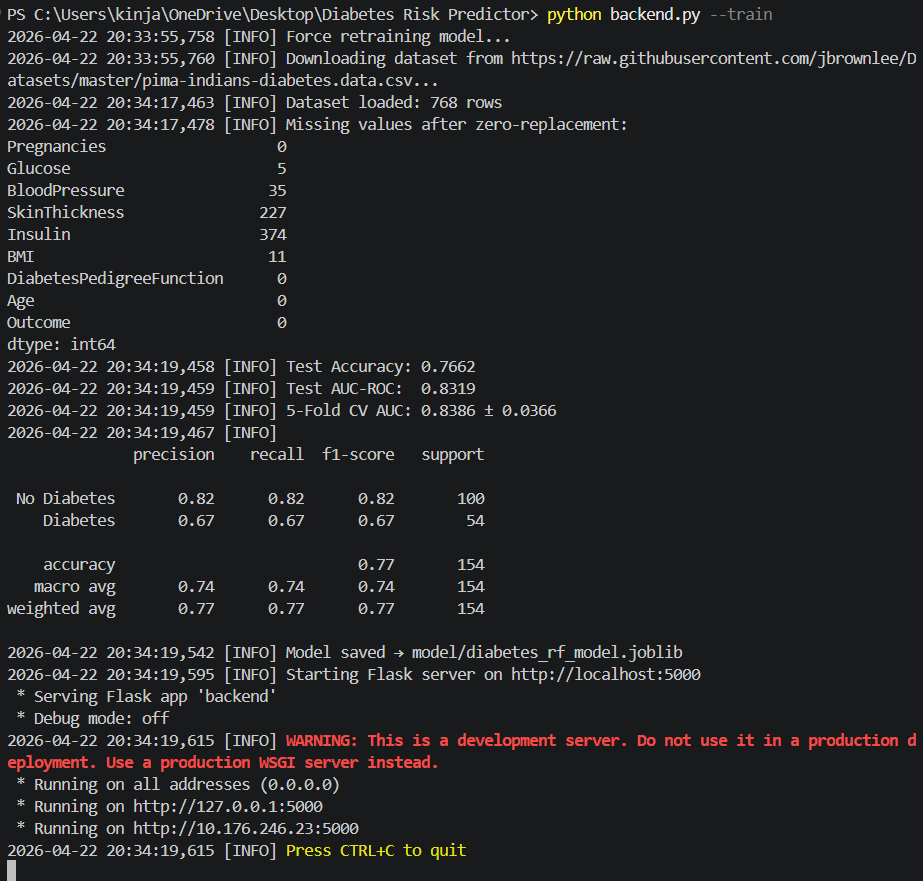 PS C:\Users\kinja\OneDrive\Desktop\Diabetes Risk Predictor> python backend.py --train
2026-04-22 20:33:55,758 [INFO] Force retraining model...
2026-04-22 20:33:55,760 [INFO] Downloading dataset from https://raw.githubusercontent.com/jbrownlee/D
atasets/master/pima-indians-diabetes.data.csv...
2026-04-22 20:34:17,463 [INFO] Dataset loaded: 768 rows
2026-04-22 20:34:17,478 [INFO] Missing values after zero-replacement:
Pregnancies                   0
Glucose                       5
BloodPressure                35
SkinThickness               227
Insulin                     374
BMI                          11
DiabetesPedigreeFunction      0
Age                           0
Outcome                       0
dtype: int64
2026-04-22 20:34:19,458 [INFO] Test Accuracy: 0.7662
2026-04-22 20:34:19,459 [INFO] Test AUC-ROC:  0.8319
2026-04-22 20:34:19,459 [INFO] 5-Fold CV AUC: 0.8386 ± 0.0366
2026-04-22 20:34:19,467 [INFO]
              precision    recall  f1-score   support

 No Diabetes       0.82      0.82      0.82       100
    Diabetes       0.67      0.67      0.67        54

    accuracy                           0.77       154
   macro avg       0.74      0.74      0.74       154
weighted avg       0.77      0.77      0.77       154

2026-04-22 20:34:19,542 [INFO] Model saved → model/diabetes_rf_model.joblib
2026-04-22 20:34:19,595 [INFO] Starting Flask server on http://localhost:5000
 * Serving Flask app 'backend'
 * Debug mode: off
2026-04-22 20:34:19,615 [INFO] WARNING: This is a development server. Do not use it in a production d
eployment. Use a production WSGI server instead.
 * Running on all addresses (0.0.0.0)
 * Running on http://127.0.0.1:5000
 * Running on http://10.176.246.23:5000
2026-04-22 20:34:19,615 [INFO] Press CTRL+C to quit